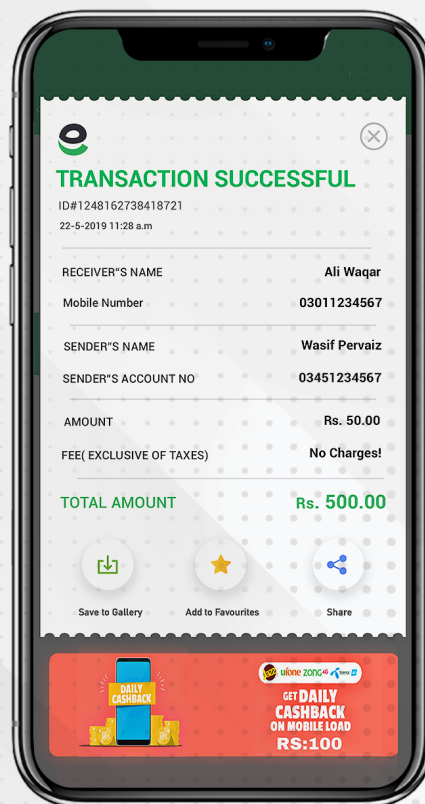 TRANSACTION SUCCESSFUL
ID#1248162738418721
22-5-2019 11:28 a.m
RECEIVER"S NAME Ali Waqar
Mobile Number 03011234567
SENDER"S NAME Wasif Pervaiz
SENDER"S ACCOUNT NO 03451234567
AMOUNT Rs. 50.00
FEE( EXCLUSIVE OF TAXES) No Charges!
TOTAL AMOUNT Rs. 500.00
Save to Gallery Add to Favourites Share
DAILY
CASHBACK
ufone ZONG 4G
GET DAILY
CASHBACK
ON MOBILE LOAD
RS:100